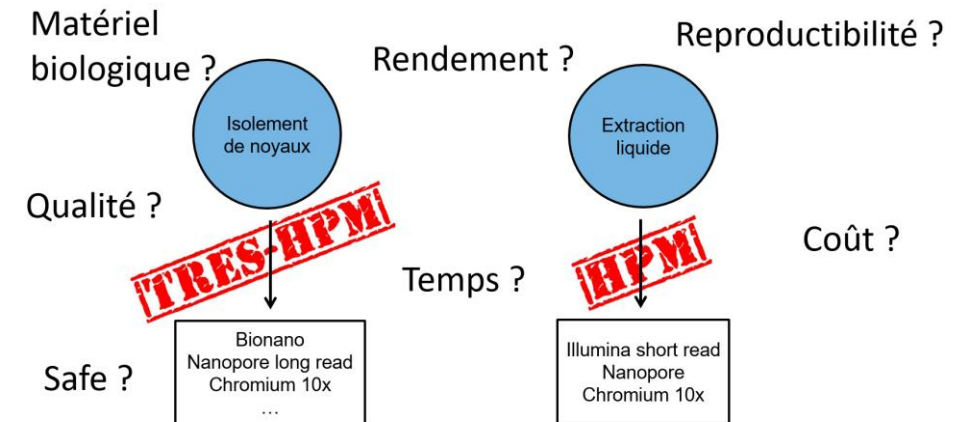 Matériel
biologique ?
Rendement ?
Reproductibilité ?
Isolement
de noyaux
Extraction
liquide
Qualité ?
TRES-HPM
HPM
Coût ?
Temps ?
Safe ?
Bionano
Nanopore long read
Chromium 10x
...
Illumina short read
Nanopore
Chromium 10x